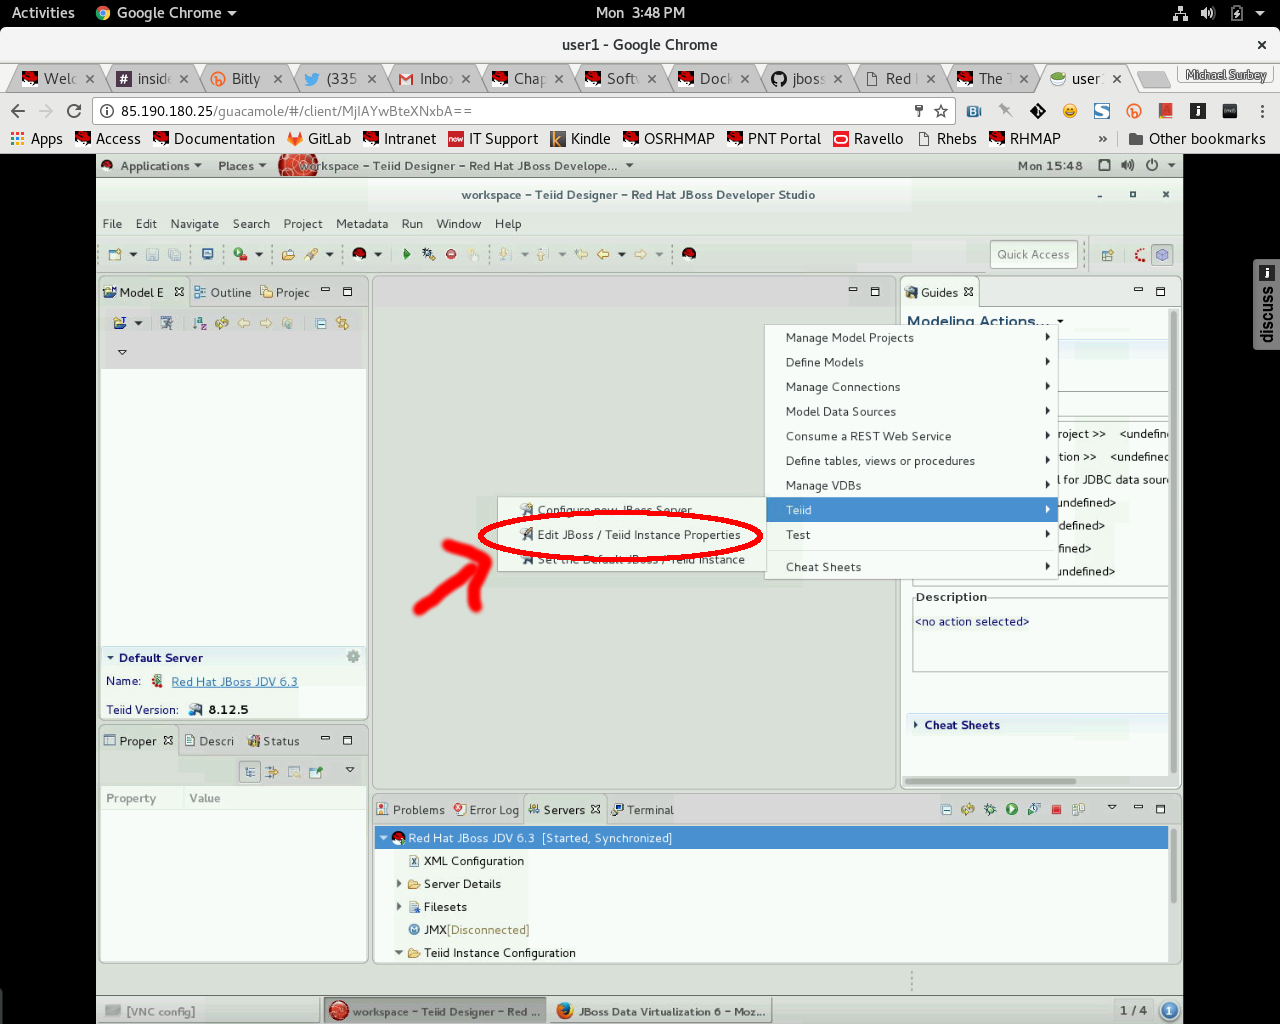 Activities Google Chrome Mon 3:48 PM
user1 - Google Chrome
Welc insid Bitly (335 Inbo Chap Softw Dock jboss Red The T user Michael Surbey
85.190.180.25/guacamole/#/client/MjIAYwBteXNxbA==
Apps Access Documentation GitLab Intranet IT Support Kindle OSRHMAP PNT Portal Ravello Rhebs RHMAP » Other bookmarks
Applications Places workspace – Teiid Designer – Red Hat JBoss Develope... Mon 15:48
workspace – Teiid Designer – Red Hat JBoss Developer Studio
File Edit Navigate Search Project Metadata Run Window Help
Quick Access
Model E Outline Projec Guides
discuss
Modeling Actions...
Manage Model Projects
Define Models
Manage Connections
Model Data Sources
Consume a REST Web Service
Define tables, views or procedures
Manage VDBs
Teiid
Test
Cheat Sheets
roject >> <undefine
tion >> <undefined
l for JDBC data sour
undefined>
undefined>
ned>
<undefined>
Configure new JBoss Server
Edit JBoss / Teiid Instance Properties
Set the Default JBoss / Teiid Instance
Description
<no action selected>
Cheat Sheets
Default Server
Name: Red Hat JBoss JDV 6.3
Teiid Version: 8.12.5
Proper Descri Status
Property Value
Problems Error Log Servers Terminal
Red Hat JBoss JDV 6.3 [Started, Synchronized]
XML Configuration
Server Details
Filesets
JMX[Disconnected]
Teiid Instance Configuration
[VNC config] workspace – Teiid Designer – Red ... JBoss Data Virtualization 6 – Moz... 1 / 4 1